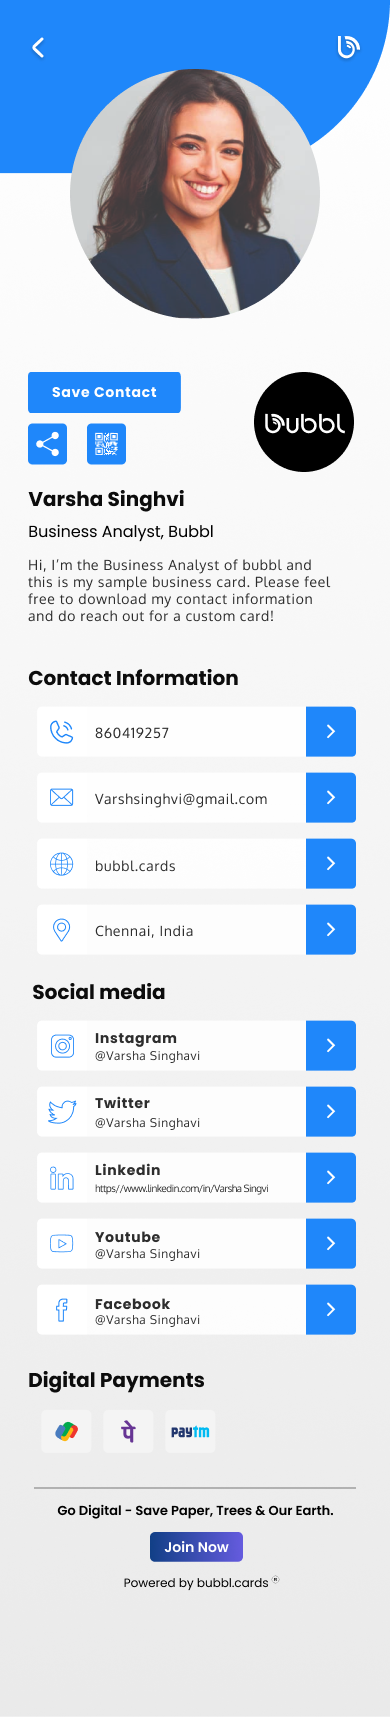 Save Contact
bubbl
Varsha Singhvi
Business Analyst, Bubbl
Hi, I'm the Business Analyst of bubbl and
this is my sample business card. Please feel
free to download my contact information
and do reach out for a custom card!
Contact Information
860419257
Varshsinghvi@gmail.com
bubbl.cards
Chennai, India
Social media
Instagram
@Varsha Singhavi
Twitter
@Varsha Singhavi
Linkedin
https//www.linkedin.com/in/Varsha Singvi
Youtube
@Varsha Singhavi
Facebook
@Varsha Singhavi
Digital Payments
पे
paytm
Go Digital - Save Paper, Trees & Our Earth.
Join Now
Powered by bubbl.cards ®